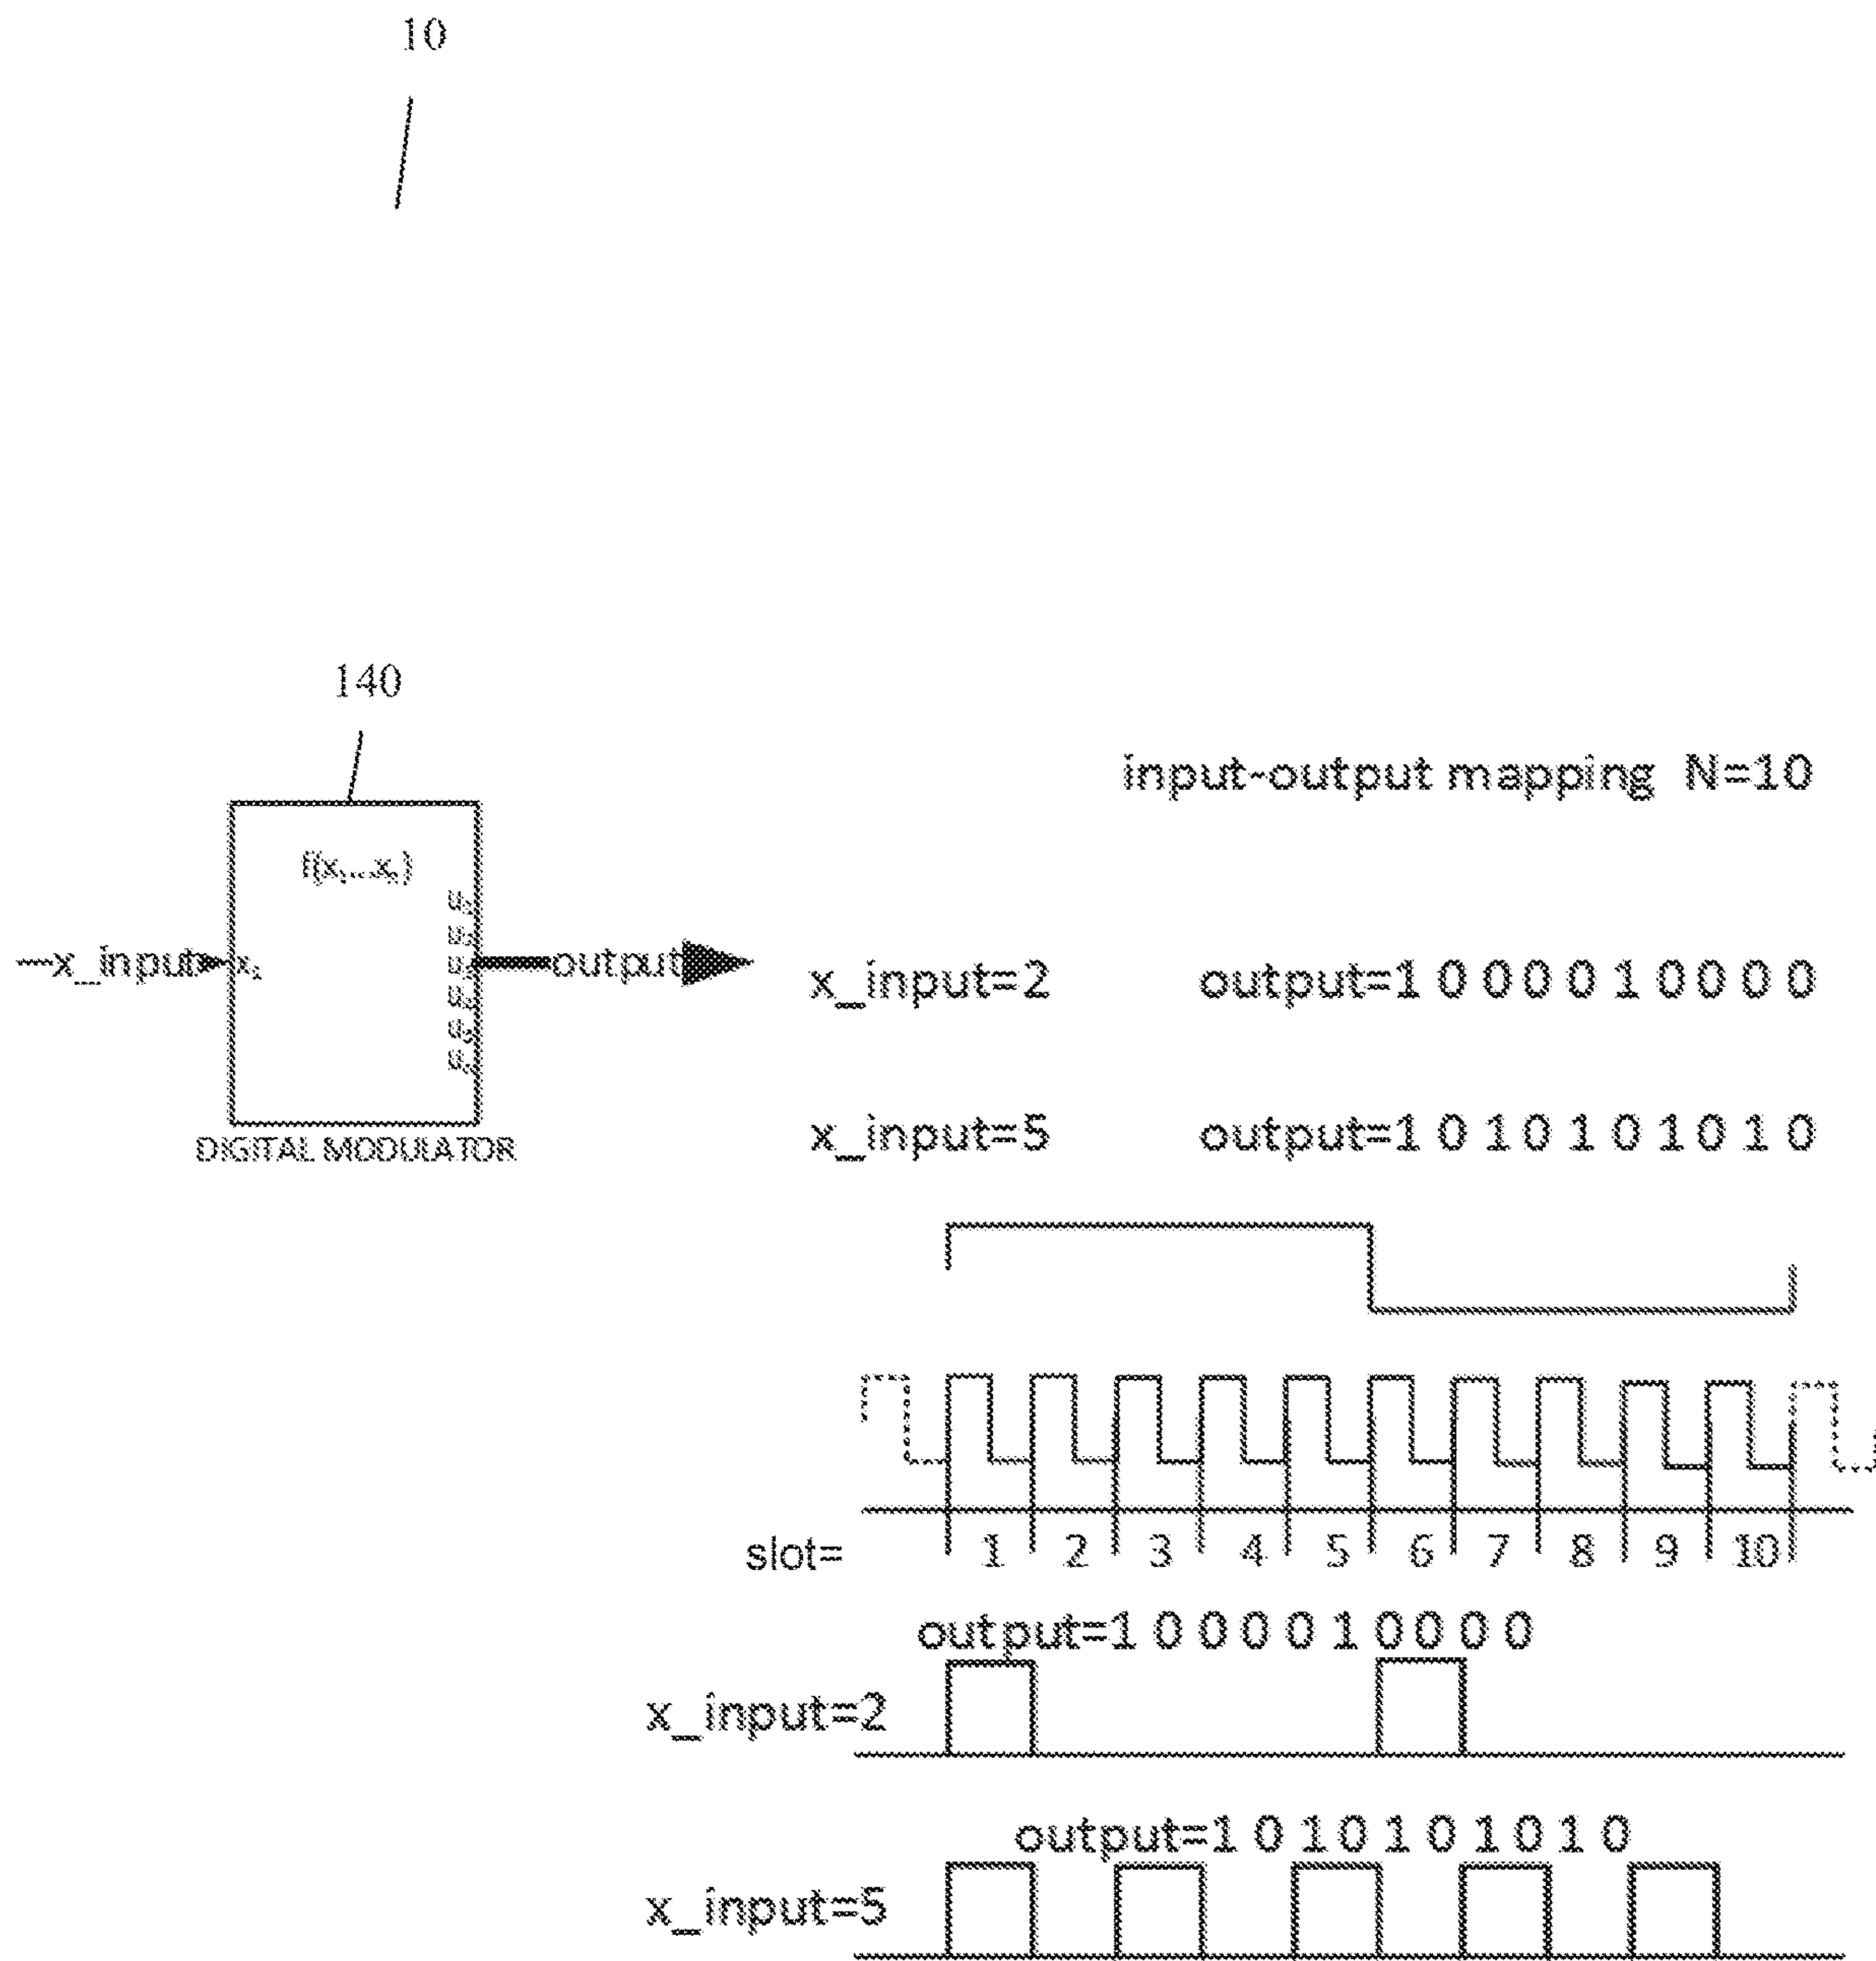 10
140
input-output mapping N=10
f(x₁...xₙ)
x_input
output
x_input=2 output=1 0 0 0 0 1 0 0 0 0
x_input=5 output=1 0 1 0 1 0 1 0 1 0
DIGITAL MODULATOR
slot= 1 2 3 4 5 6 7 8 9 10
output=1 0 0 0 0 1 0 0 0 0
x_input=2
output=1 0 1 0 1 0 1 0 1 0
x_input=5